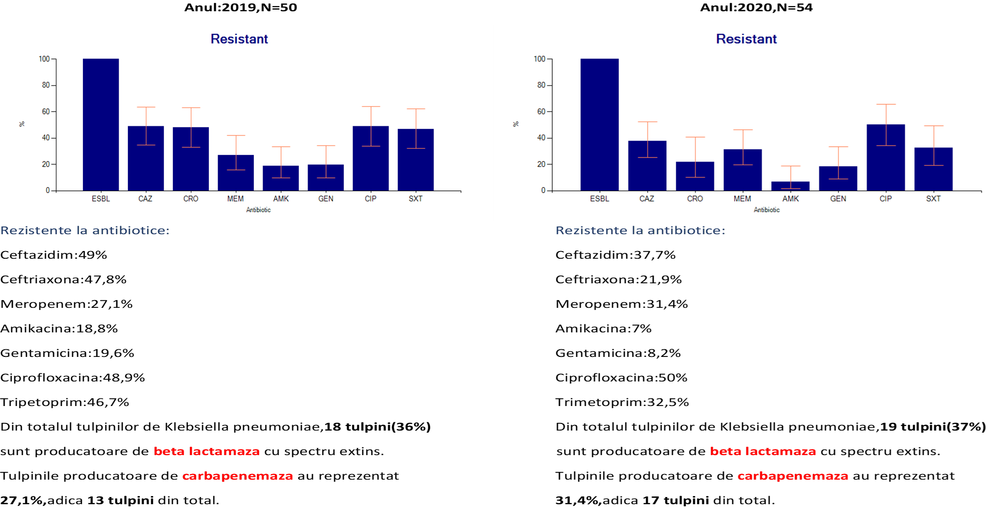 Anul:2019,N=50
Resistant
100
80
60
40
20
0
%
ESBL CAZ CRO MEM AMK GEN CIP SXT
Antibiotic
Rezistente la antibiotice:
Ceftazidim:49%
Ceftriaxona:47,8%
Meropenem:27,1%
Amikacina:18,8%
Gentamicina:19,6%
Ciprofloxacina:48,9%
Tripetoprim:46,7%
Din totalul tulpinilor de Klebsiella pneumoniae,18 tulpini(36%)
sunt producatoare de beta lactamaza cu spectru extins.
Tulpinile producatoare de carbapenemaza au reprezentat
27,1%,adica 13 tulpini din total.
Anul:2020,N=54
Resistant
100
80
60
40
20
0
%
ESBL CAZ CRO MEM AMK GEN CIP SXT
Antibiotic
Rezistente la antibiotice:
Ceftazidim:37,7%
Ceftriaxona:21,9%
Meropenem:31,4%
Amikacina:7%
Gentamicina:8,2%
Ciprofloxacina:50%
Trimetoprim:32,5%
Din totalul tulpinilor de Klebsiella pneumoniae,19 tulpini(37%)
sunt producatoare de beta lactamaza cu spectru extins.
Tulpinile producatoare de carbapenemaza au reprezentat
31,4%,adica 17 tulpini din total.